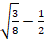 √(3/8) − 1/2